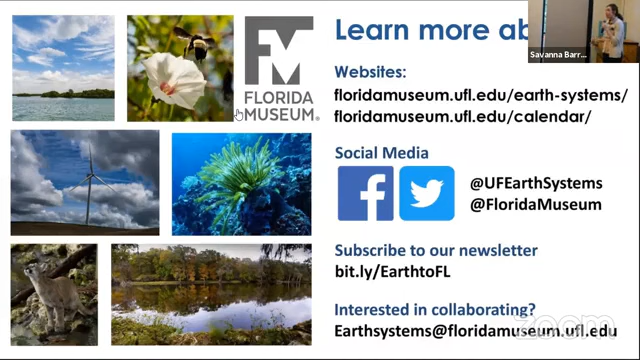 FLORIDA
MUSEUM®
Learn more ab
Savanna Barr...
Websites:
floridamuseum.ufl.edu/earth-systems/
floridamuseum.ufl.edu/calendar/
Social Media
@UFEarthSystems
@FloridaMuseum
Subscribe to our newsletter
bit.ly/EarthtoFL
Interested in collaborating?
Earthsystems@floridamuseum.ufl.edu
zoom